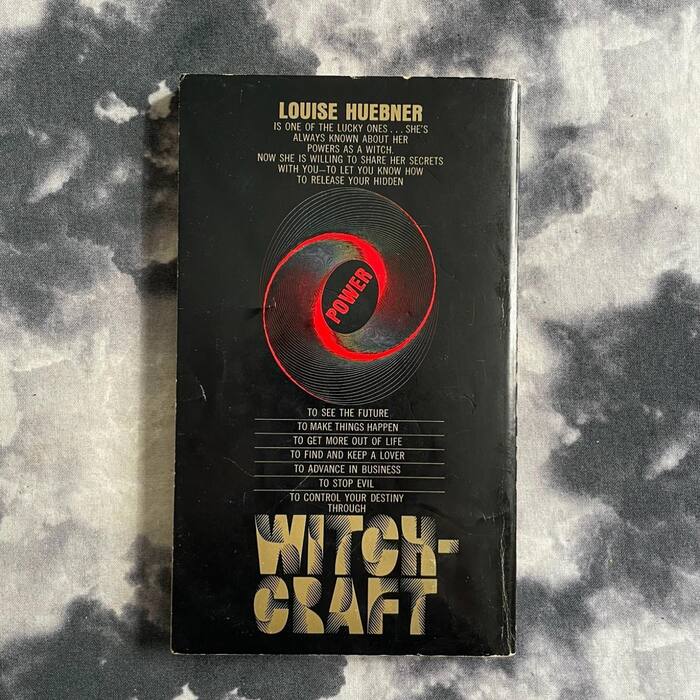 LOUISE HUEBNER
IS ONE OF THE LUCKY ONES...SHE'S
ALWAYS KNOWN ABOUT HER
POWERS AS A WITCH.
NOW SHE IS WILLING TO SHARE HER SECRETS
WITH YOU—TO LET YOU KNOW HOW
TO RELEASE YOUR HIDDEN
POWER
TO SEE THE FUTURE
TO MAKE THINGS HAPPEN
TO GET MORE OUT OF LIFE
TO FIND AND KEEP A LOVER
TO ADVANCE IN BUSINESS
TO STOP EVIL
TO CONTROL YOUR DESTINY
THROUGH
WITCH-
CRAFT